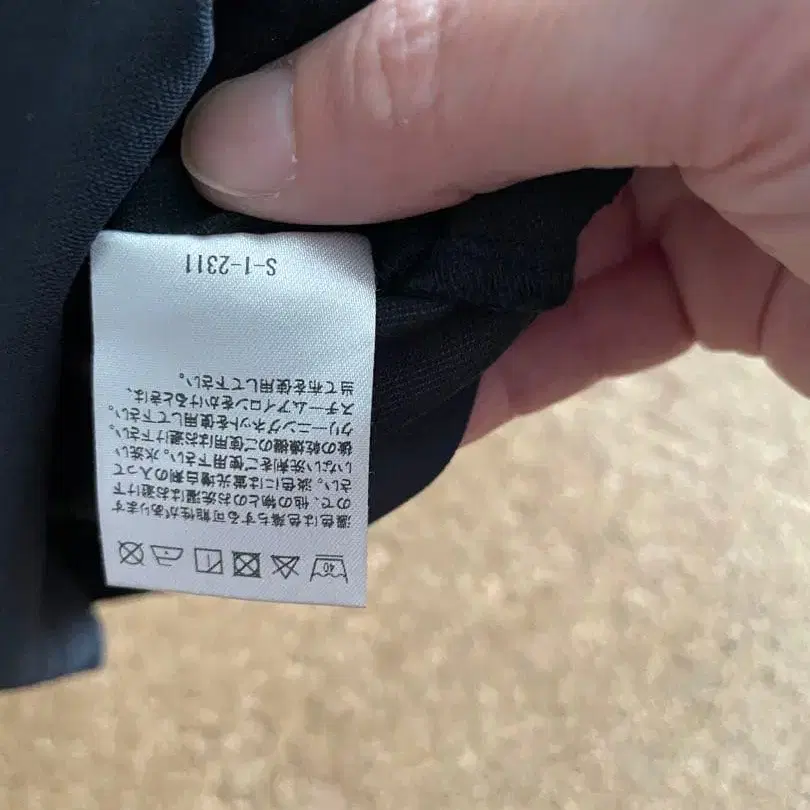 40
濃色は色落ちする可能性があります
ので、他の物とのお洗濯はお避け下
さい。淡色には蛍光増白剤の入って
いない洗剤をご使用下さい。水洗い
後の乾燥機のご使用はお避け下さい。
クリーニングネットを使用して下さい。
スチームアイロンをかけるときは、
当て布を使用して下さい。
S-1-2311